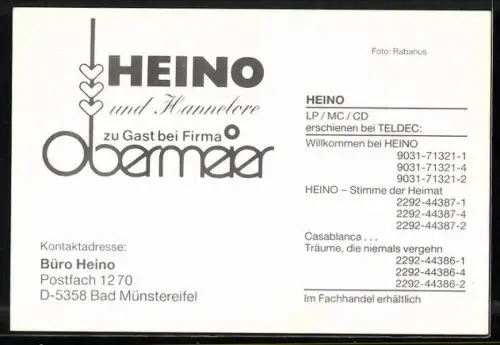 HEINO
und Hannelore
zu Gast bei Firma
Obermeier
Kontaktadresse:
Büro Heino
Postfach 1270
D-5358 Bad Münstereifel
Foto: Rabanus
HEINO
LP / MC / CD
erschienen bei TELDEC:
Willkommen bei HEINO
9031-71321-1
9031-71321-4
9031-71321-2
HEINO – Stimme der Heimat
2292-44387-1
2292-44387-4
2292-44387-2
Casablanca . . .
Träume, die niemals vergehn
2292-44386-1
2292-44386-4
2292-44386-2
Im Fachhandel erhältlich